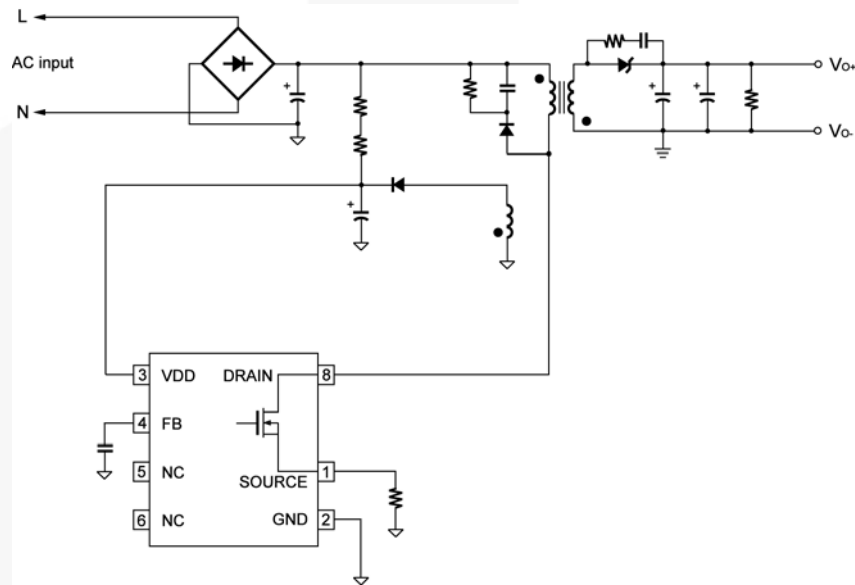 L
AC input
N
+
+
+
+
VO+
VO-
3 VDD DRAIN 8
4 FB
5 NC
SOURCE 1
6 NC GND 2